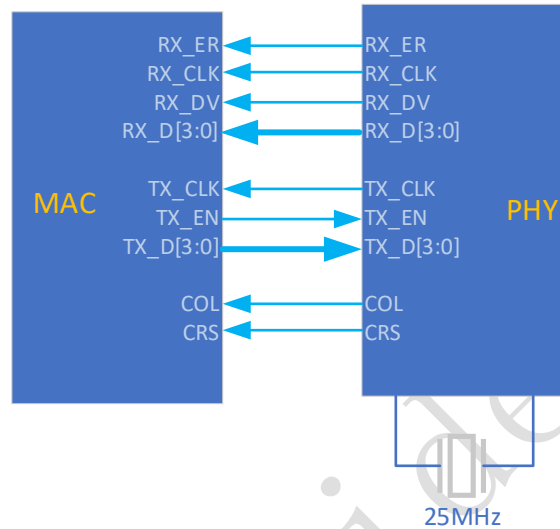 RX_ER RX_ER
RX_CLK RX_CLK
RX_DV RX_DV
RX_D[3:0] RX_D[3:0]
TX_CLK TX_CLK
MAC
TX_EN TX_EN
PHY
TX_D[3:0] TX_D[3:0]
COL COL
CRS CRS
25MHz